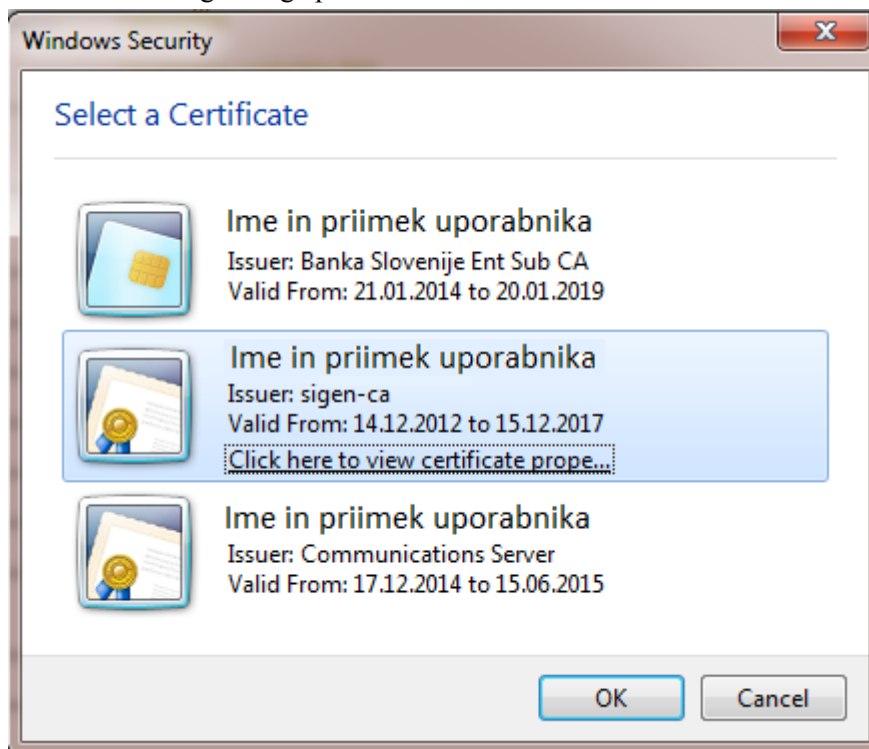 Windows Security
Select a Certificate
Ime in priimek uporabnika
Issuer: Banka Slovenije Ent Sub CA
Valid From: 21.01.2014 to 20.01.2019
Ime in priimek uporabnika
Issuer: sigen-ca
Valid From: 14.12.2012 to 15.12.2017
Click here to view certificate prope...
Ime in priimek uporabnika
Issuer: Communications Server
Valid From: 17.12.2014 to 15.06.2015
OK Cancel